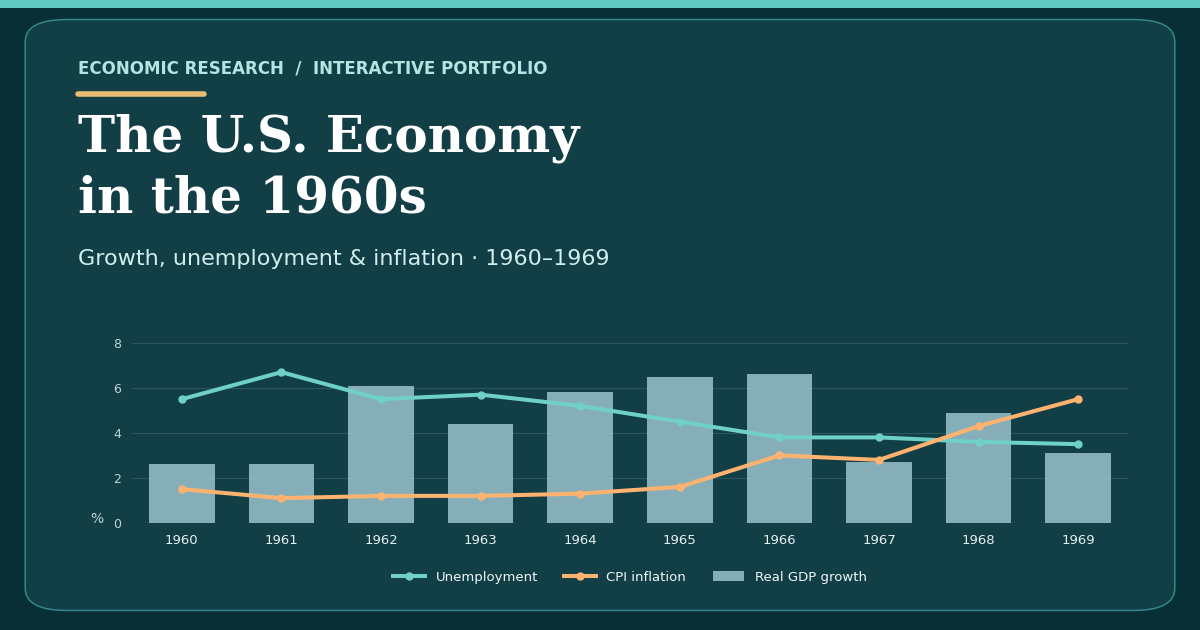 ECONOMIC RESEARCH / INTERACTIVE PORTFOLIO
The U.S. Economy
in the 1960s
Growth, unemployment & inflation · 1960–1969
8
6
4
2
% 0
1960 1961 1962 1963 1964 1965 1966 1967 1968 1969
Unemployment CPI inflation Real GDP growth